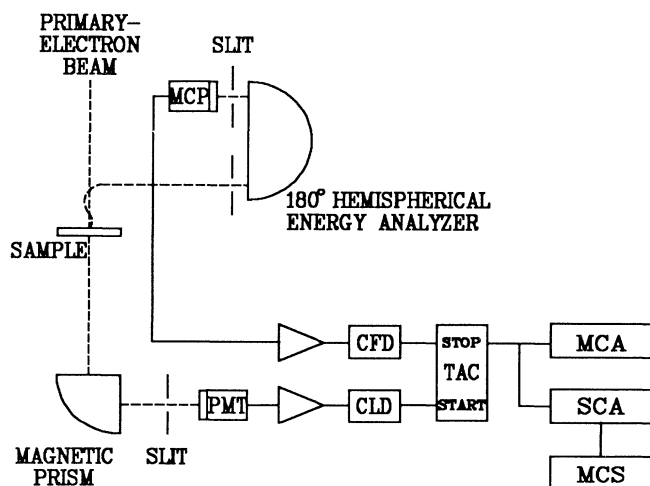 PRIMARY-
ELECTRON
BEAM
SLIT
MCP
180° HEMISPHERICAL
ENERGY ANALYZER
SAMPLE
CFD
STOP
TAC
START
MCA
PMT
CLD
SCA
MAGNETIC
PRISM
SLIT
MCS